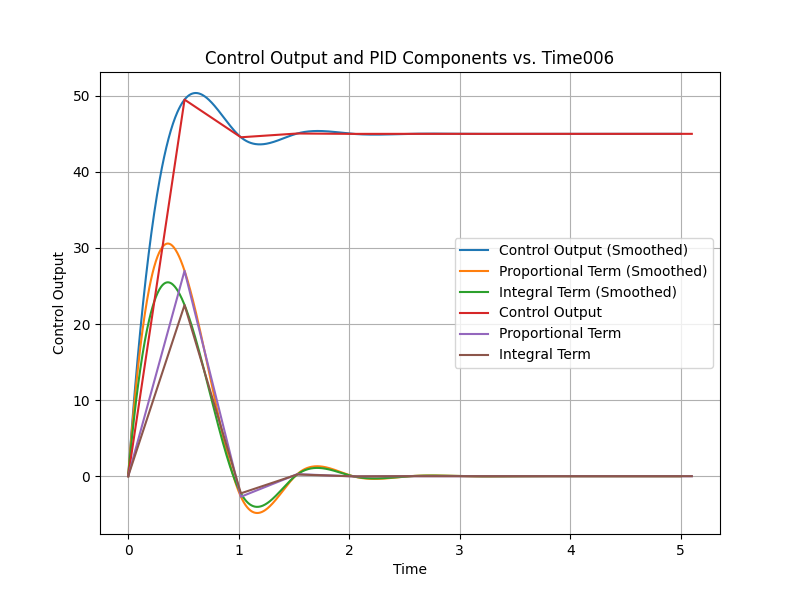 Control Output and PID Components vs. Time006
Control Output
50
40
30
20
10
0
Control Output (Smoothed)
Proportional Term (Smoothed)
Integral Term (Smoothed)
Control Output
Proportional Term
Integral Term
0 1 2 3 4 5
Time